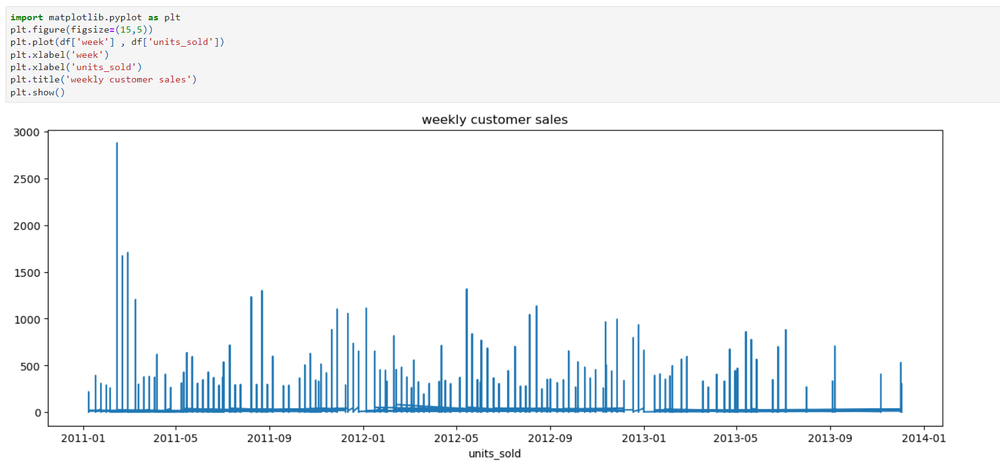 import matplotlib.pyplot as plt
plt.figure(figsize=(15,5))
plt.plot(df['week'] , df['units_sold'])
plt.xlabel('week')
plt.xlabel('units_sold')
plt.title('weekly customer sales')
plt.show()
weekly customer sales
3000
2500
2000
1500
1000
500
0
2011-01 2011-05 2011-09 2012-01 2012-05 2012-09 2013-01 2013-05 2013-09 2014-01
units_sold